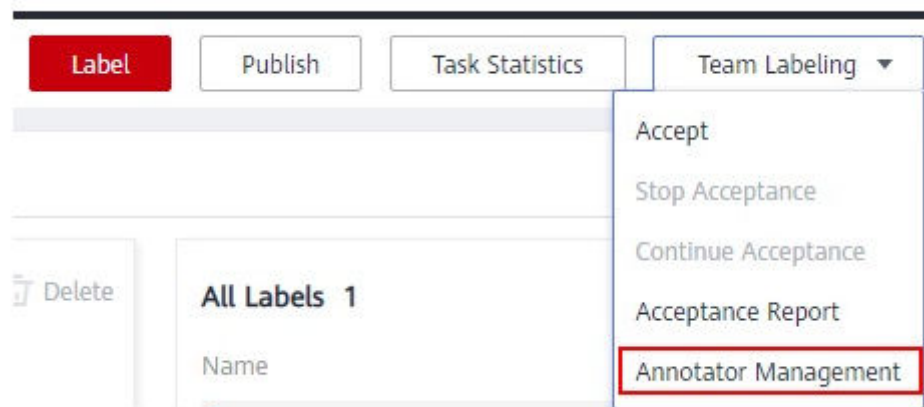 Label Publish Task Statistics Team Labeling
Accept
Stop Acceptance
Continue Acceptance
Delete
All Labels 1
Acceptance Report
Name
Annotator Management